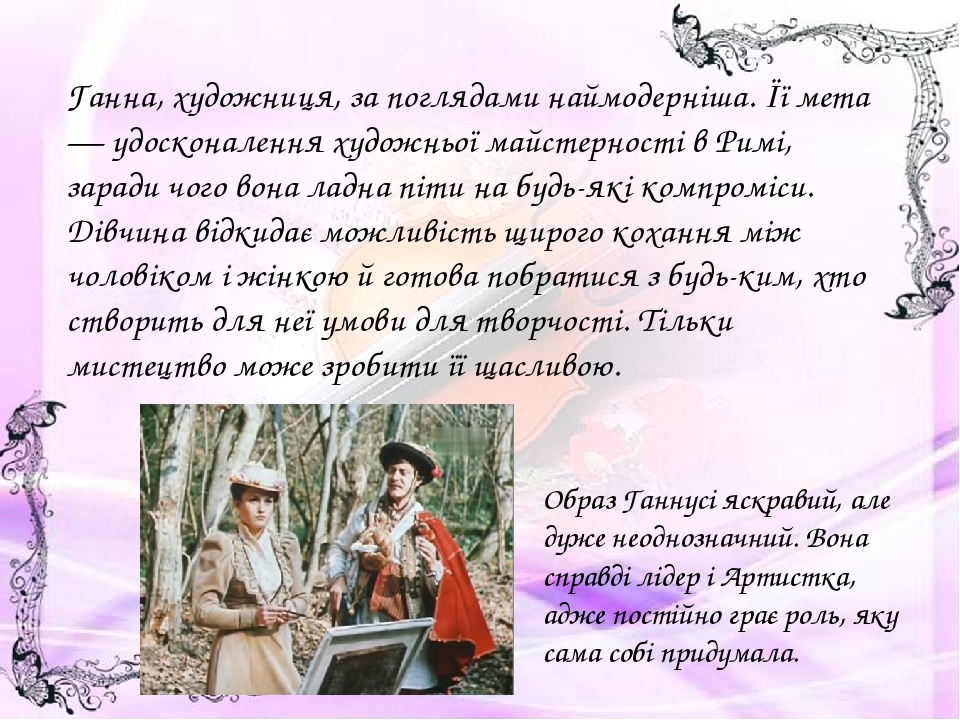 Ганна, художниця, за поглядами наймодерніша. Її мета
— удосконалення художньої майстерності в Римі,
заради чого вона ладна піти на будь-які компроміси.
Дівчина відкидає можливість щирого кохання між
чоловіком і жінкою й готова побратися з будь-ким, хто
створить для неї умови для творчості. Тільки
мистецтво може зробити її щасливою.
Образ Ганнусі яскравий, але
дуже неоднозначний. Вона
справді лідер і Артистка,
адже постійно грає роль, яку
сама собі придумала.